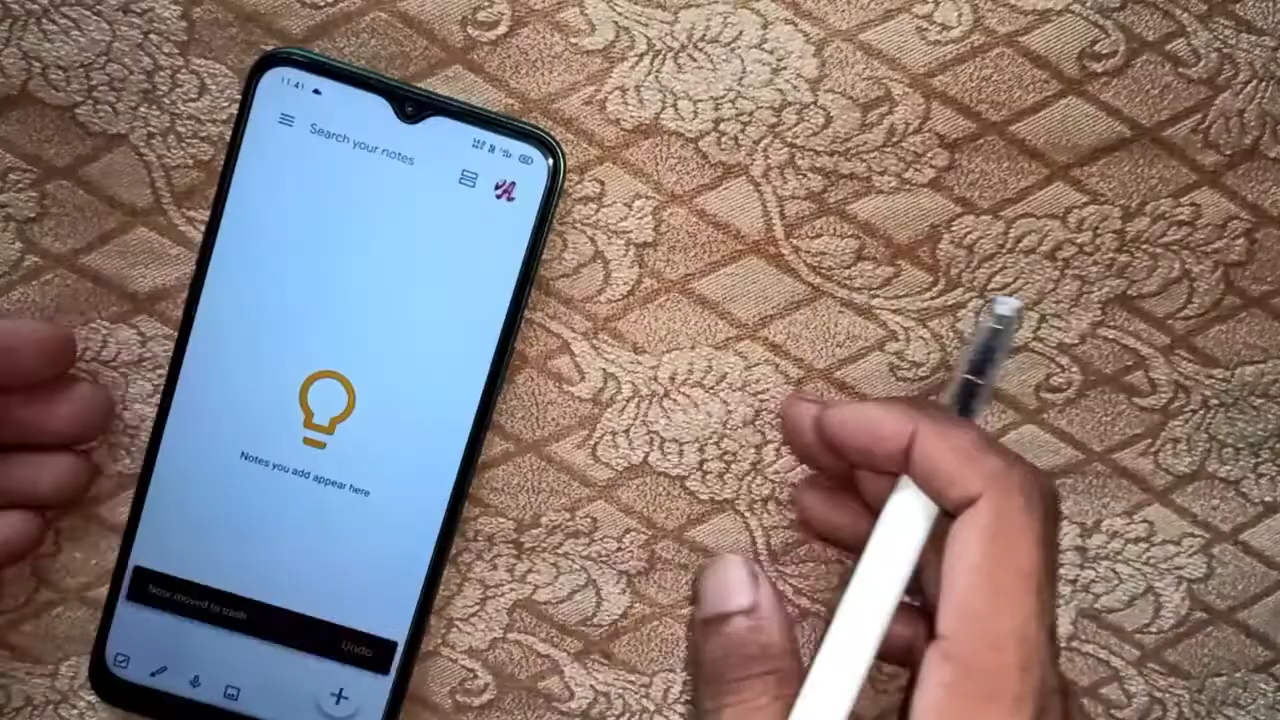 11:41
Search your notes
Notes you add appear here
Note moved to trash
Undo